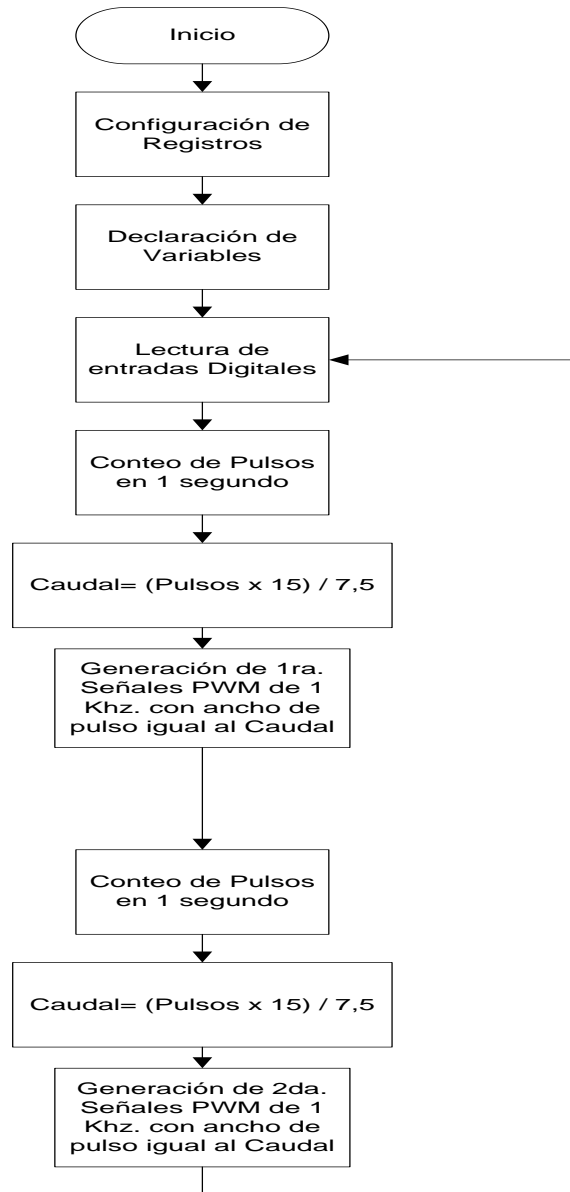 Inicio
Configuración de
Registros
Declaración de
Variables
Lectura de
entradas Digitales
Conteo de Pulsos
en 1 segundo
Caudal= (Pulsos x 15) / 7,5
Generación de 1ra.
Señales PWM de 1
Khz. con ancho de
pulso igual al Caudal
Conteo de Pulsos
en 1 segundo
Caudal= (Pulsos x 15) / 7,5
Generación de 2da.
Señales PWM de 1
Khz. con ancho de
pulso igual al Caudal